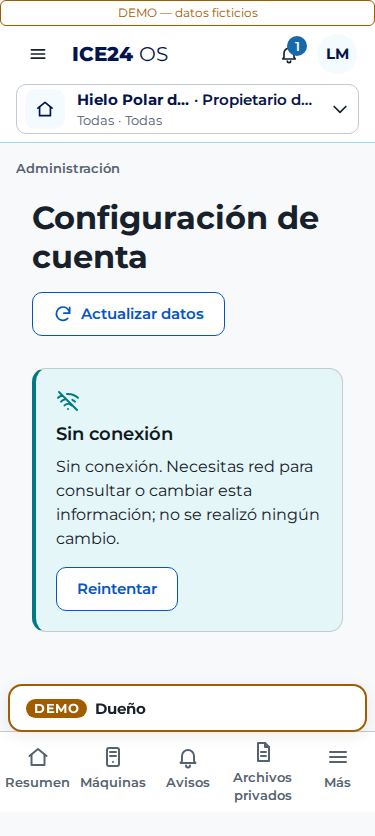 DEMO — datos ficticios
ICE24 OS
1
LM
Hielo Polar d... · Propietario d...
Todas · Todas
Administración
Configuración de
cuenta
Actualizar datos
Sin conexión
Sin conexión. Necesitas red para
consultar o cambiar esta
información; no se realizó ningún
cambio.
Reintentar
DEMO Dueño
Resumen Máquinas Avisos Archivos privados Más